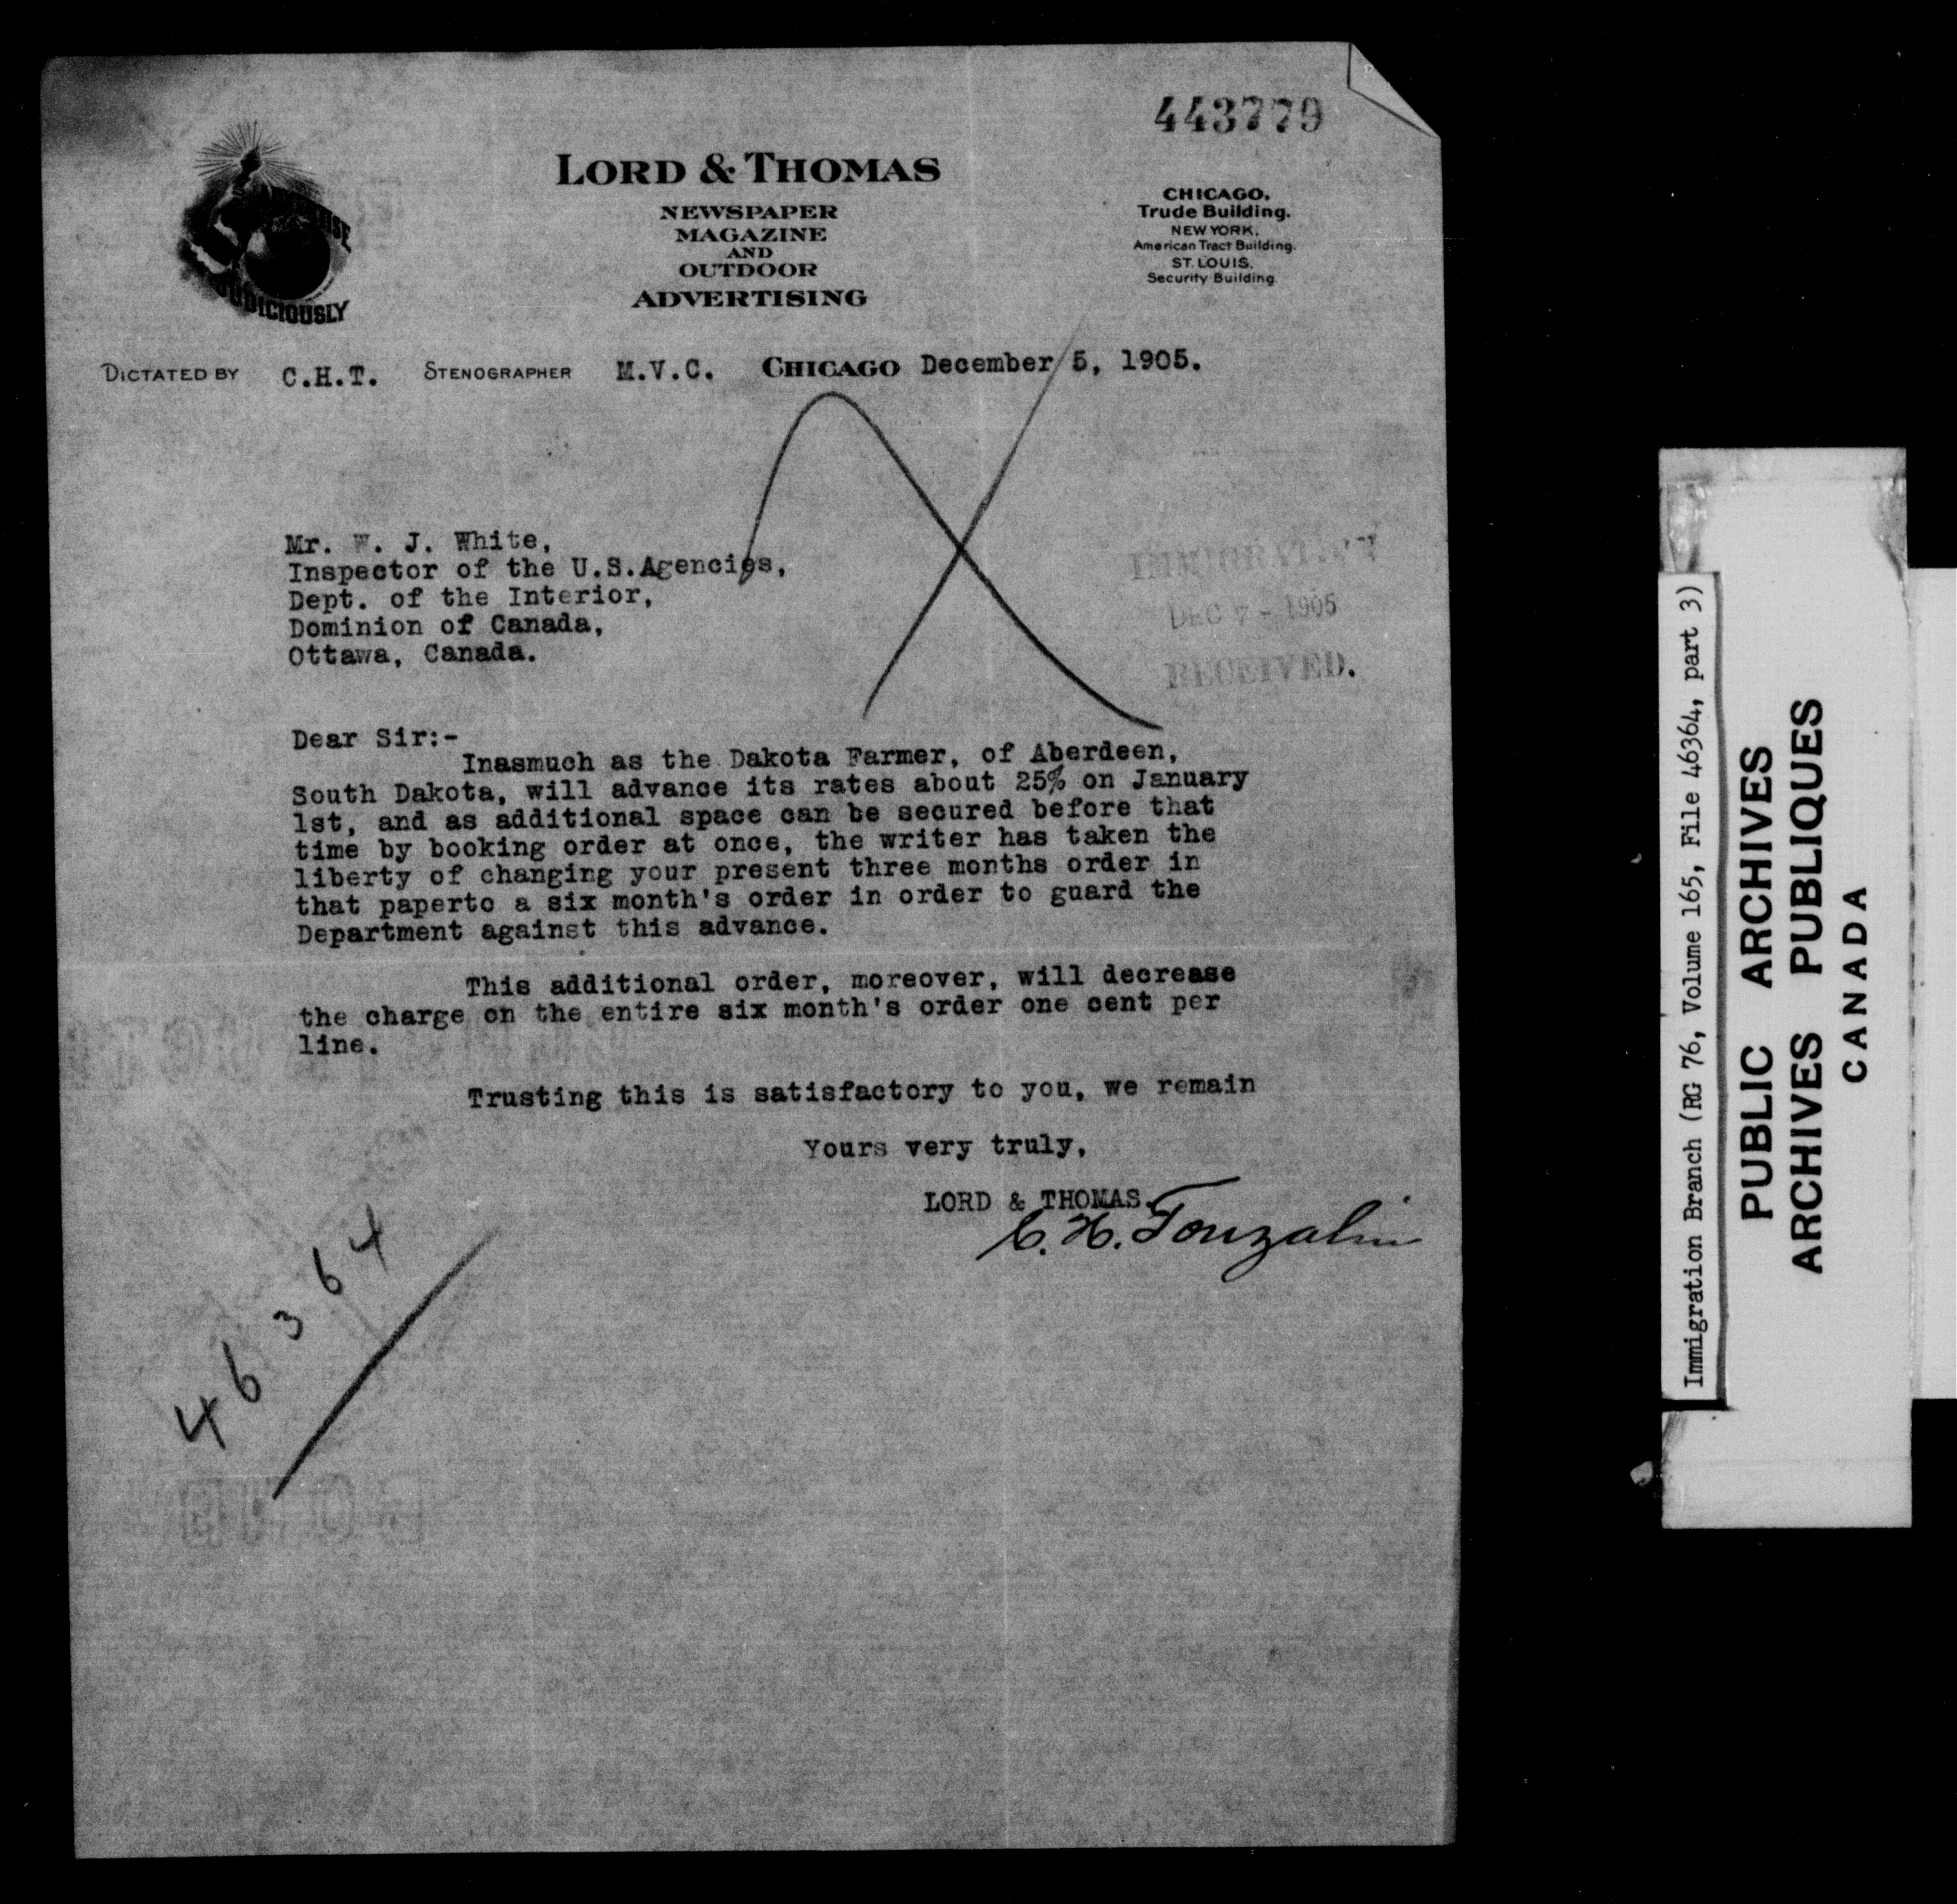 443779
LORD & THOMAS
NEWSPAPER
MAGAZINE
AND
OUTDOOR
ADVERTISING
CHICAGO.
Trude Building.
NEW YORK.
American Tract Building.
ST. LOUIS.
Security Building.
JUDICIOUSLY
DICTATED BY C.H.T. STENOGRAPHER M.V.C. CHICAGO December 5, 1905.
Mr. W. J. White,
Inspector of the U.S.Agencies,
Dept. of the Interior,
Dominion of Canada,
Ottawa, Canada.
IMMIGRATION
DEC 7 - 1905
RECEIVED.
Dear Sir:-
Inasmuch as the Dakota Farmer, of Aberdeen,
South Dakota, will advance its rates about 25% on January
1st, and as additional space can be secured before that
time by booking order at once, the writer has taken the
liberty of changing your present three months order in
that paperto a six month's order in order to guard the
Department against this advance.
This additional order, moreover, will decrease
the charge on the entire six month's order one cent per
line.
Trusting this is satisfactory to you, we remain
Yours very truly,
LORD & THOMAS.
C. H. Touzalin
46364
Immigration Branch (RG 76, Volume 165, File 46364, part 3)
PUBLIC ARCHIVES
ARCHIVES PUBLIQUES
CANADA